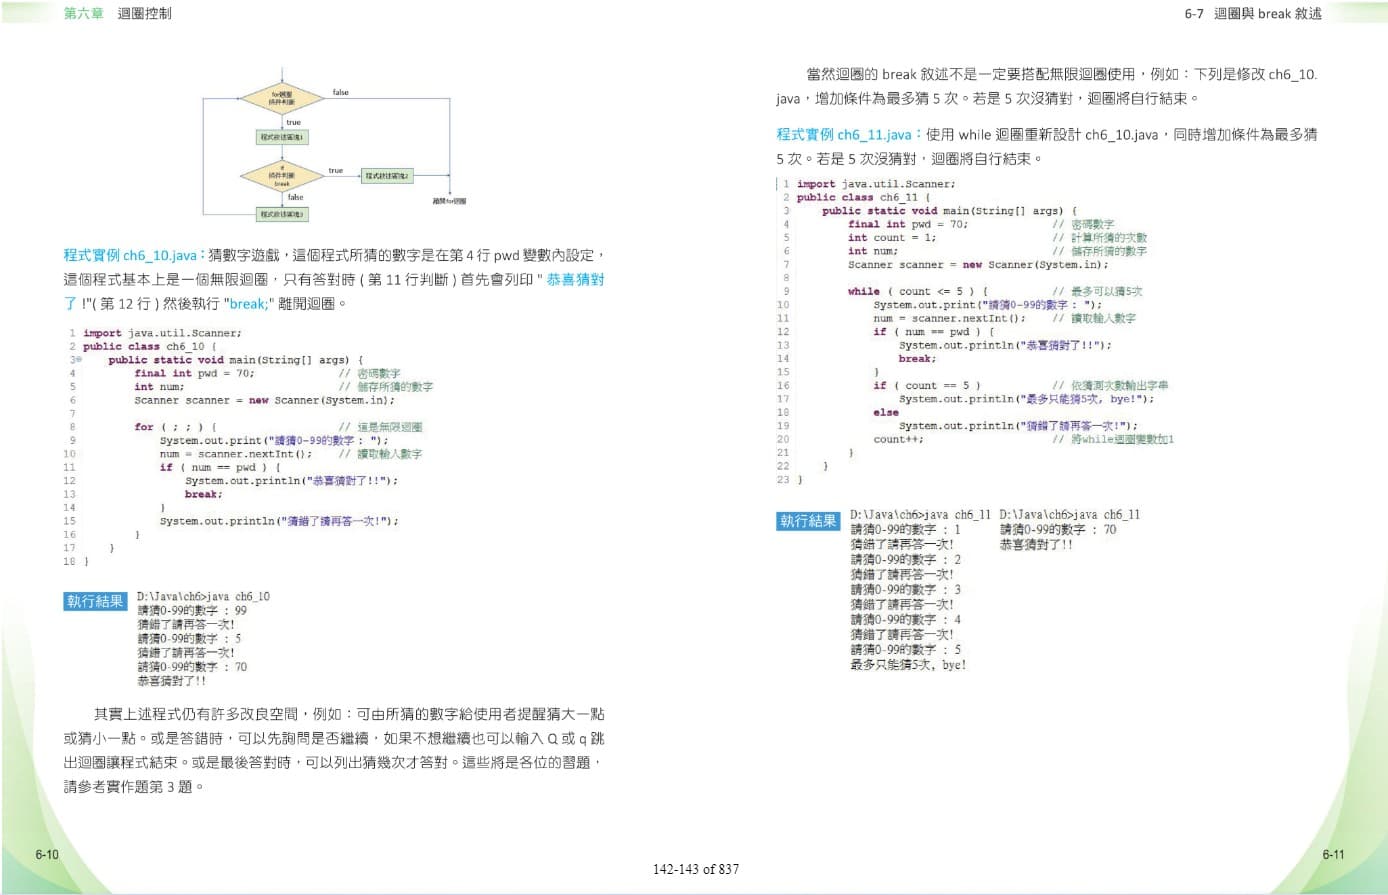 第六章 迴圈控制
for迴圈
條件判斷
false
true
程式敘述區塊1
if
條件判斷
break
true
程式敘述區塊2
false
離開for迴圈
程式敘述區塊3
程式實例 ch6_10.java：猜數字遊戲，這個程式所猜的數字是在第 4 行 pwd 變數內設定，
這個程式基本上是一個無限迴圈，只有答對時 ( 第 11 行判斷 ) 首先會列印 " 恭喜猜對
了 !"( 第 12 行 ) 然後執行 "break;" 離開迴圈。
1 import java.util.Scanner;
2 public class ch6_10 {
3 public static void main(String[] args) {
4 final int pwd = 70; // 密碼數字
5 int num; // 儲存所猜的數字
6 Scanner scanner = new Scanner(System.in);
7
8 for ( ; ; ) { // 這是無限迴圈
9 System.out.print("請猜0-99的數字 : ");
10 num = scanner.nextInt(); // 讀取輸入數字
11 if ( num == pwd ) {
12 System.out.println("恭喜猜對了!!");
13 break;
14 }
15 System.out.println("猜錯了請再答一次!");
16 }
17 }
18 }
執行結果
D:\Java\ch6>java ch6_10
請猜0-99的數字 : 99
猜錯了請再答一次!
請猜0-99的數字 : 5
猜錯了請再答一次!
請猜0-99的數字 : 70
恭喜猜對了!!
其實上述程式仍有許多改良空間，例如：可由所猜的數字給使用者提醒猜大一點
或猜小一點。或是答錯時，可以先詢問是否繼續，如果不想繼續也可以輸入 Q 或 q 跳
出迴圈讓程式結束。或是最後答對時，可以列出猜幾次才答對。這些將是各位的習題，
請參考實作題第 3 題。
6-10
6-7 迴圈與 break 敘述
當然迴圈的 break 敘述不是一定要搭配無限迴圈使用，例如：下列是修改 ch6_10.
java，增加條件為最多猜 5 次。若是 5 次沒猜對，迴圈將自行結束。
程式實例 ch6_11.java：使用 while 迴圈重新設計 ch6_10.java，同時增加條件為最多猜
5 次。若是 5 次沒猜對，迴圈將自行結束。
1 import java.util.Scanner;
2 public class ch6_11 {
3 public static void main(String[] args) {
4 final int pwd = 70; // 密碼數字
5 int count = 1; // 計算所猜的次數
6 int num; // 儲存所猜的數字
7 Scanner scanner = new Scanner(System.in);
8
9 while ( count <= 5 ) { // 最多可以猜5次
10 System.out.print("請猜0-99的數字 : ");
11 num = scanner.nextInt(); // 讀取輸入數字
12 if ( num == pwd ) {
13 System.out.println("恭喜猜對了!!");
14 break;
15 }
16 if ( count == 5 ) // 依猜測次數輸出字串
17 System.out.println("最多只能猜5次, bye!");
18 else
19 System.out.println("猜錯了請再答一次!");
20 count++; // 將while迴圈變數加1
21 }
22 }
23 }
執行結果
D:\Java\ch6>java ch6_11
請猜0-99的數字 : 1
猜錯了請再答一次!
請猜0-99的數字 : 2
猜錯了請再答一次!
請猜0-99的數字 : 3
猜錯了請再答一次!
請猜0-99的數字 : 4
猜錯了請再答一次!
請猜0-99的數字 : 5
最多只能猜5次, bye!
D:\Java\ch6>java ch6_11
請猜0-99的數字 : 70
恭喜猜對了!!
6-11
142-143 of 837